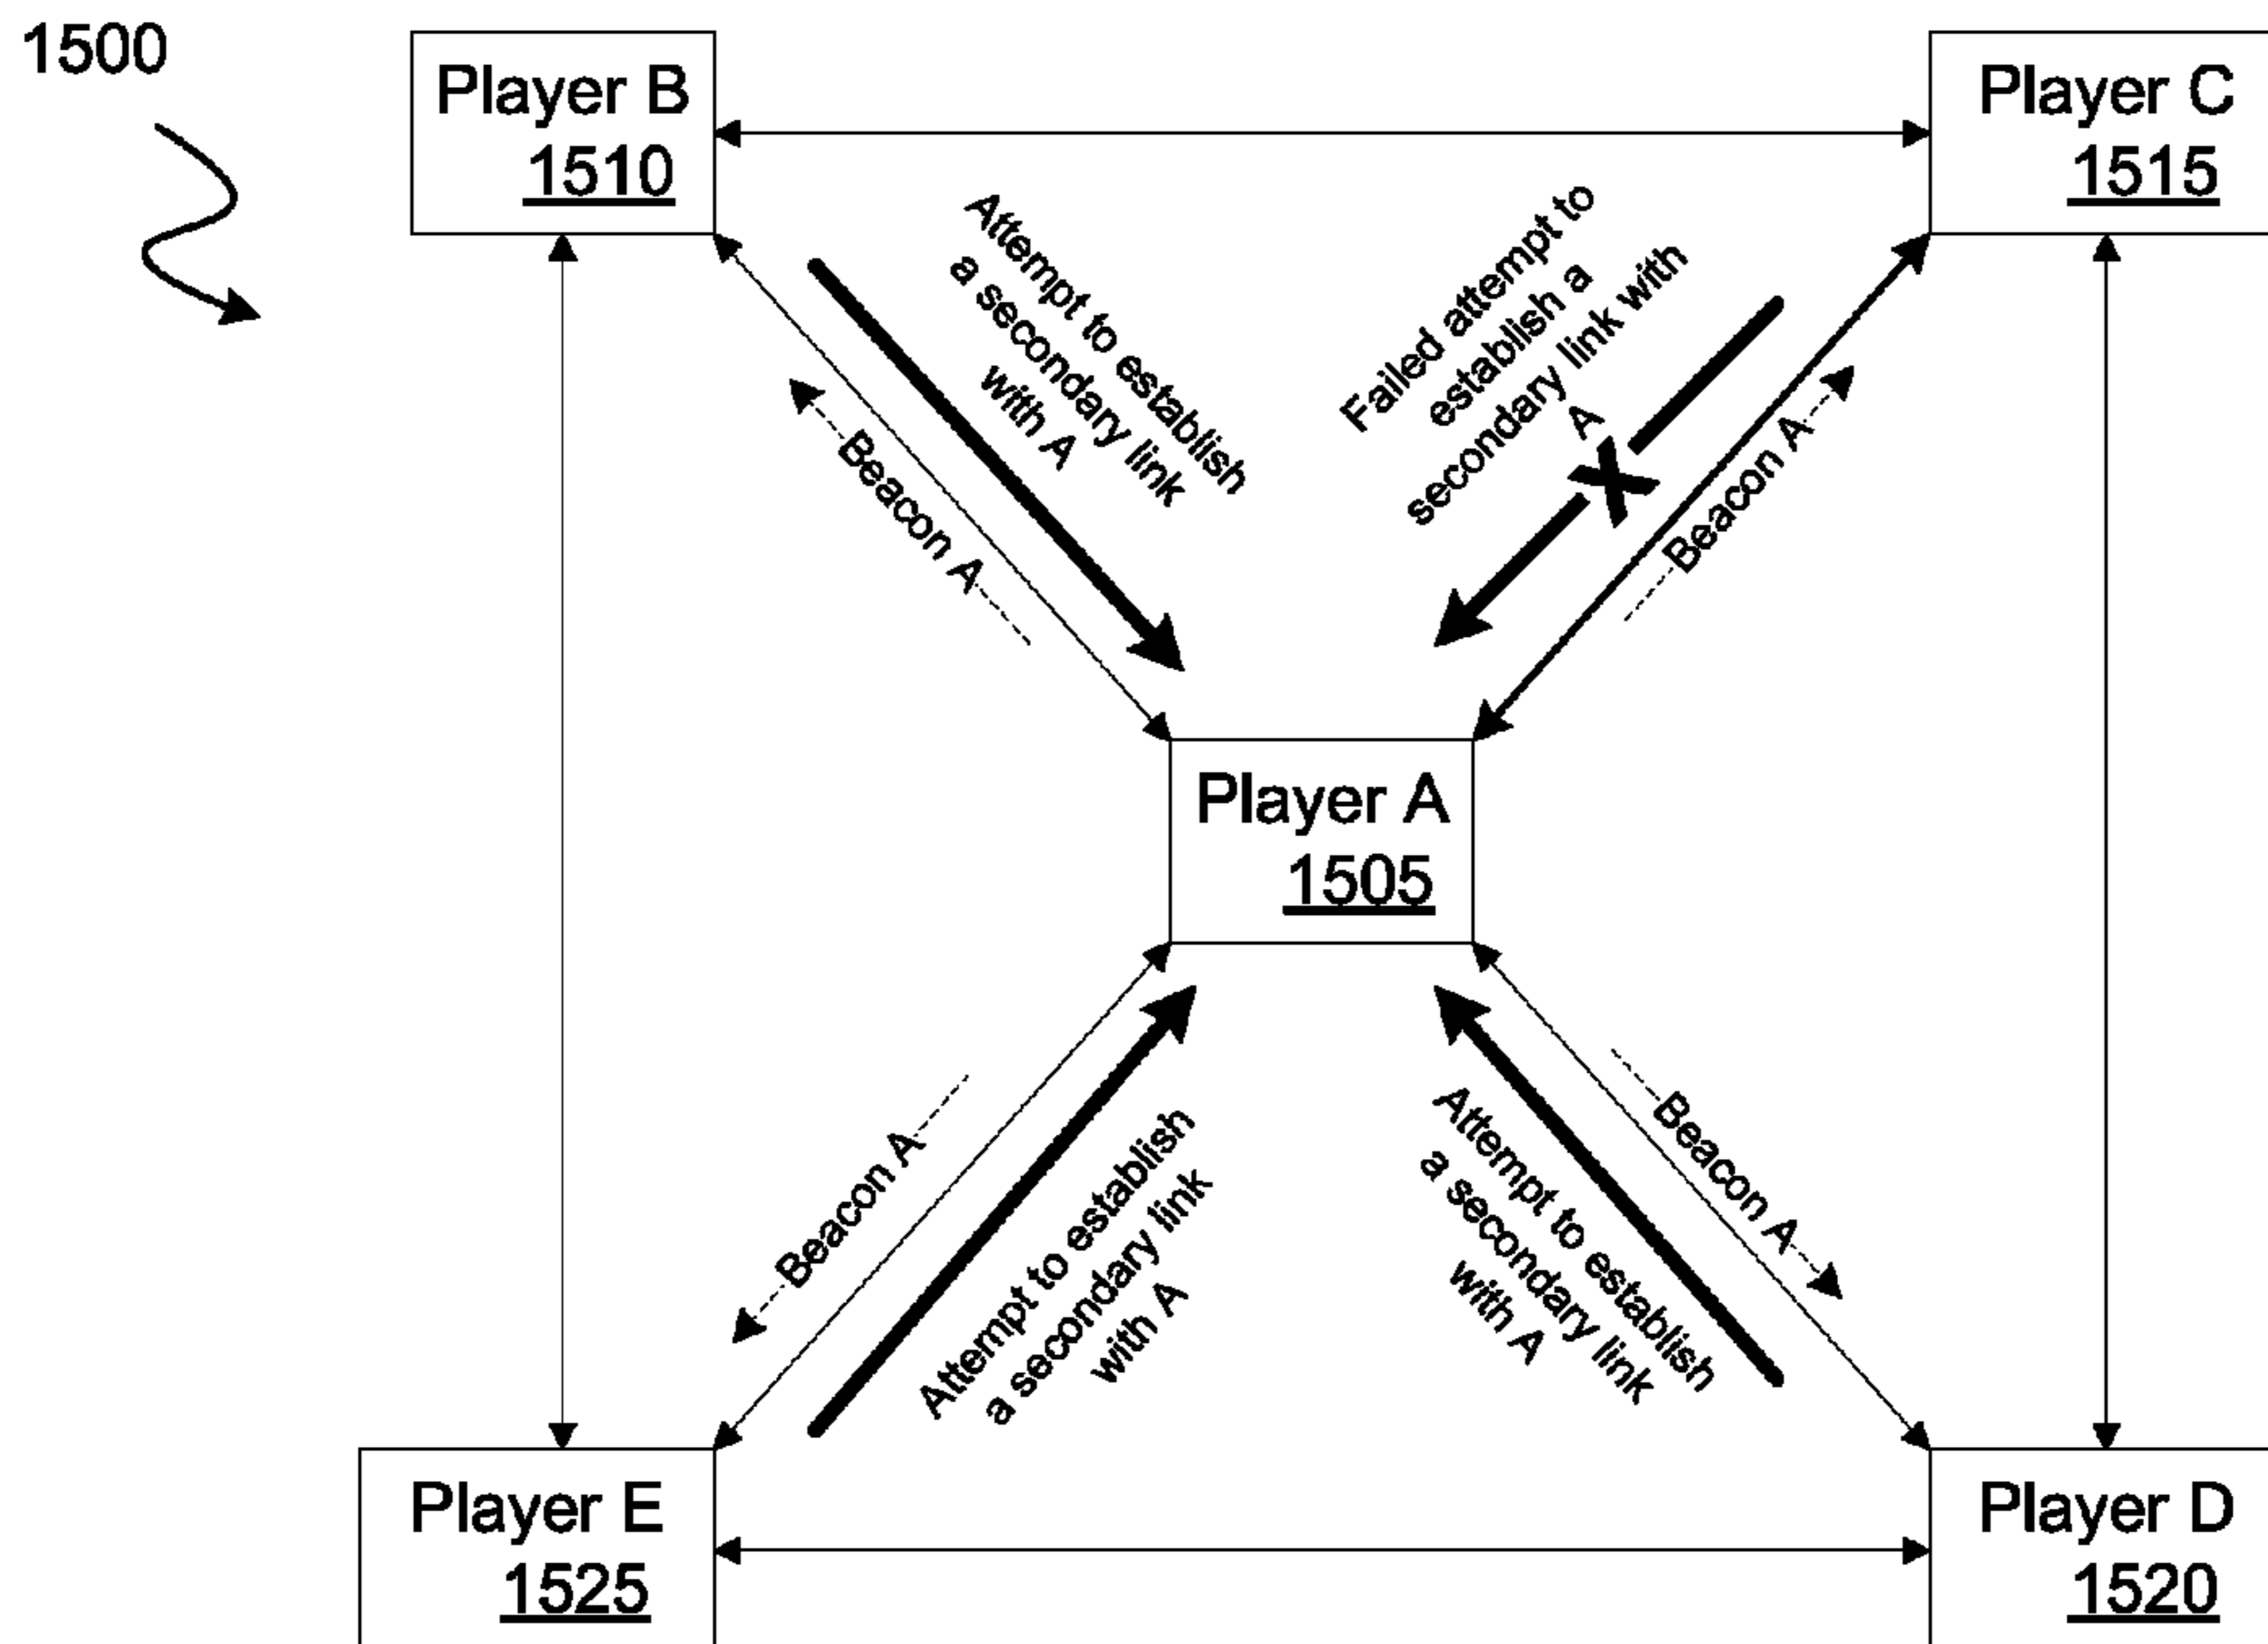 1500
Player B
1510
Player C
1515
Attempt to establish
a secondary link
with A
Failed attempt to
establish a
secondary link with
A
X
Beacon A
Beacon A
Player A
1505
Beacon A
Attempt to establish
a secondary link
with A
Attempt to establish
a secondary link
with A
Beacon A
Player E
1525
Player D
1520